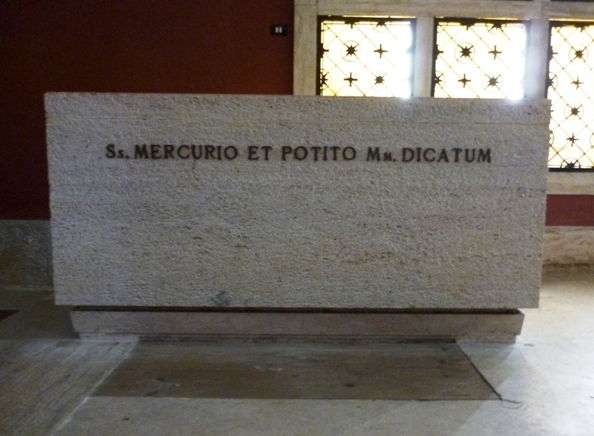 Ss. MERCURIO ET POTITO Mm. DICATUM